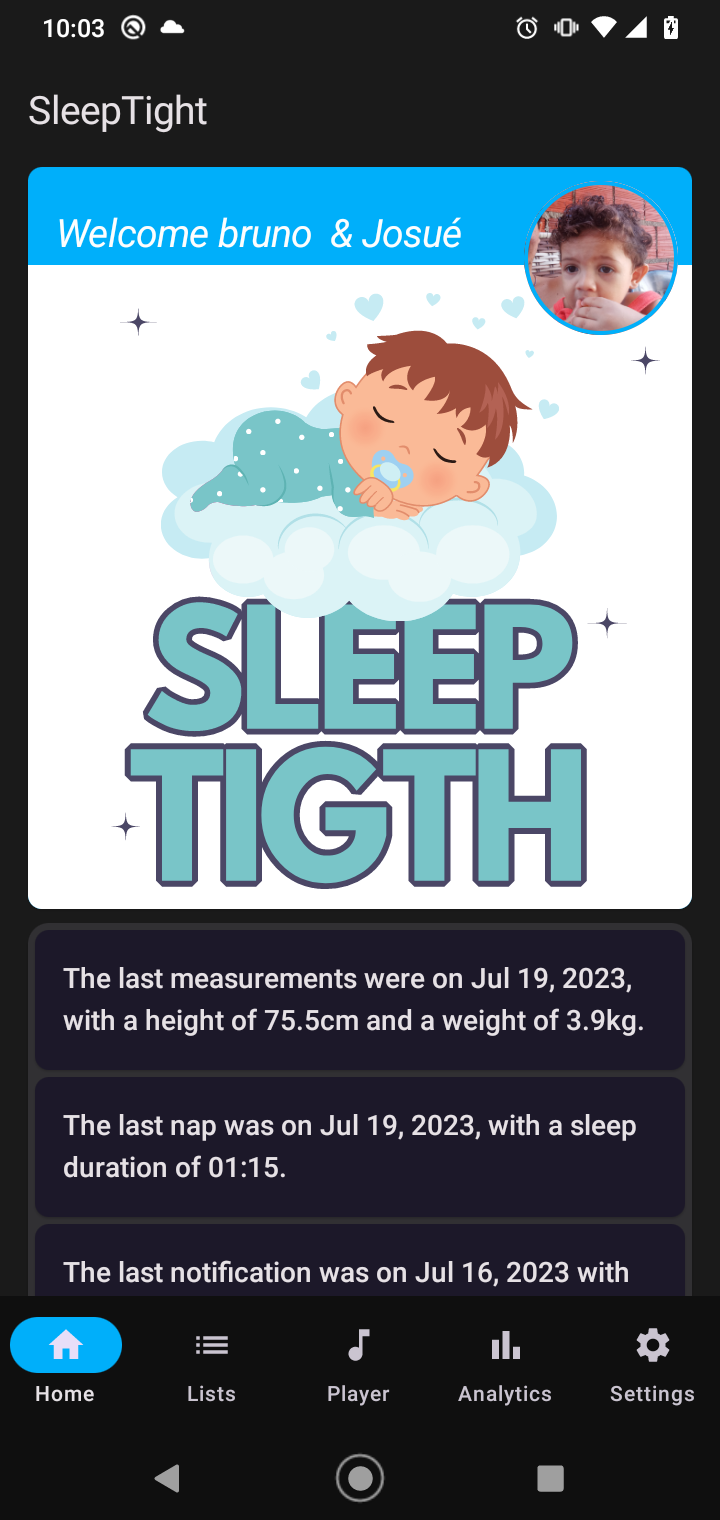 10:03
SleepTight
Welcome bruno & Josué
SLEEP
TIGTH
The last measurements were on Jul 19, 2023,
with a height of 75.5cm and a weight of 3.9kg.
The last nap was on Jul 19, 2023, with a sleep
duration of 01:15.
The last notification was on Jul 16, 2023 with
Home Lists Player Analytics Settings